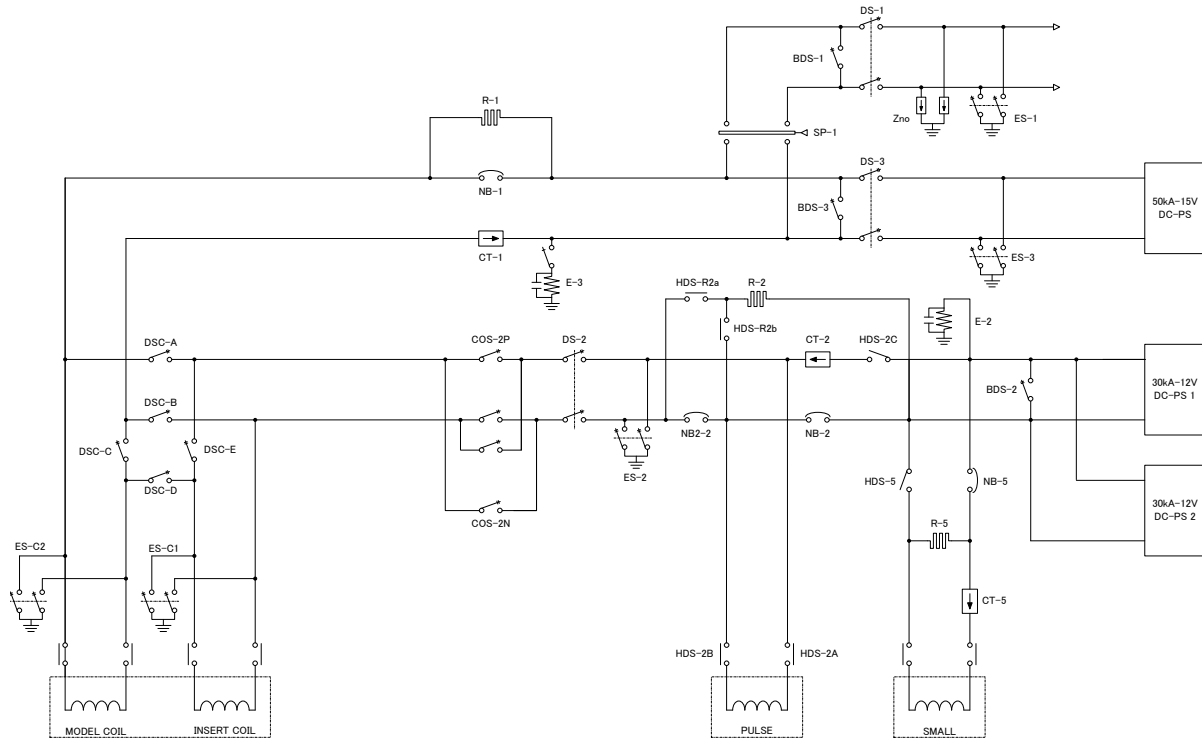 DS-1
BDS-1
R-1
Zno
ES-1
SP-1
DS-3
NB-1
BDS-3
50kA-15V
DC-PS
CT-1
ES-3
E-3
HDS-R2a
R-2
E-2
HDS-R2b
DSC-A
COS-2P
DS-2
CT-2
HDS-2C
BDS-2
30kA-12V
DC-PS 1
DSC-B
DSC-C
DSC-E
NB2-2
NB-2
ES-2
DSC-D
HDS-5
NB-5
COS-2N
30kA-12V
DC-PS 2
R-5
ES-C2
ES-C1
CT-5
HDS-2B
HDS-2A
MODEL COIL
INSERT COIL
PULSE
SMALL